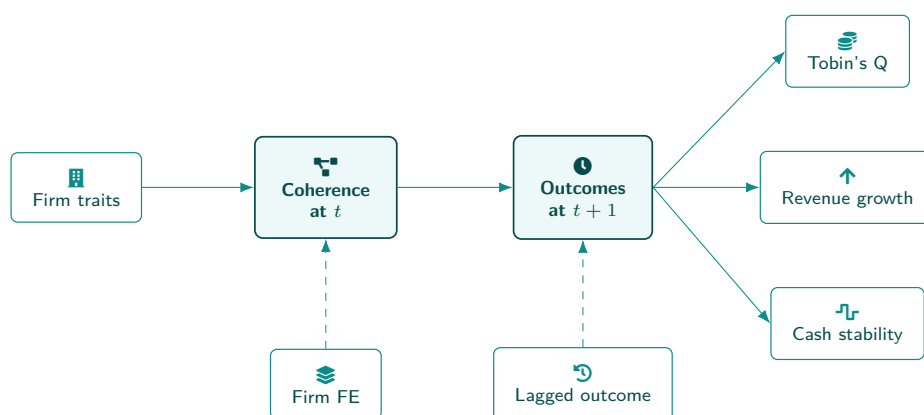 Tobin's Q
Firm traits
Coherence
at t
Outcomes
at t + 1
Revenue growth
Cash stability
Firm FE
Lagged outcome